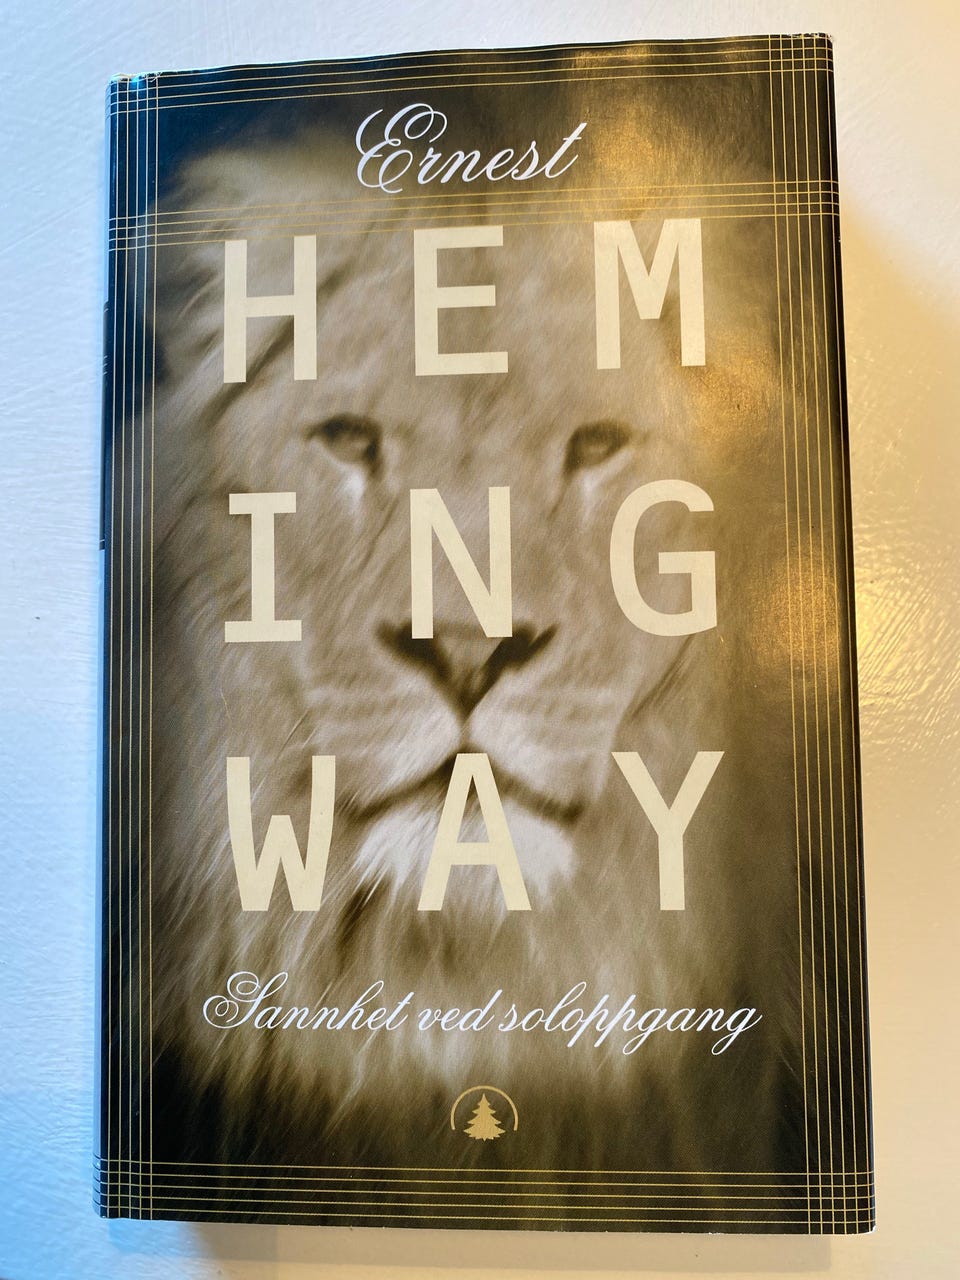 Ernest
HEM
ING
WAY
Sannhet ved soloppgang